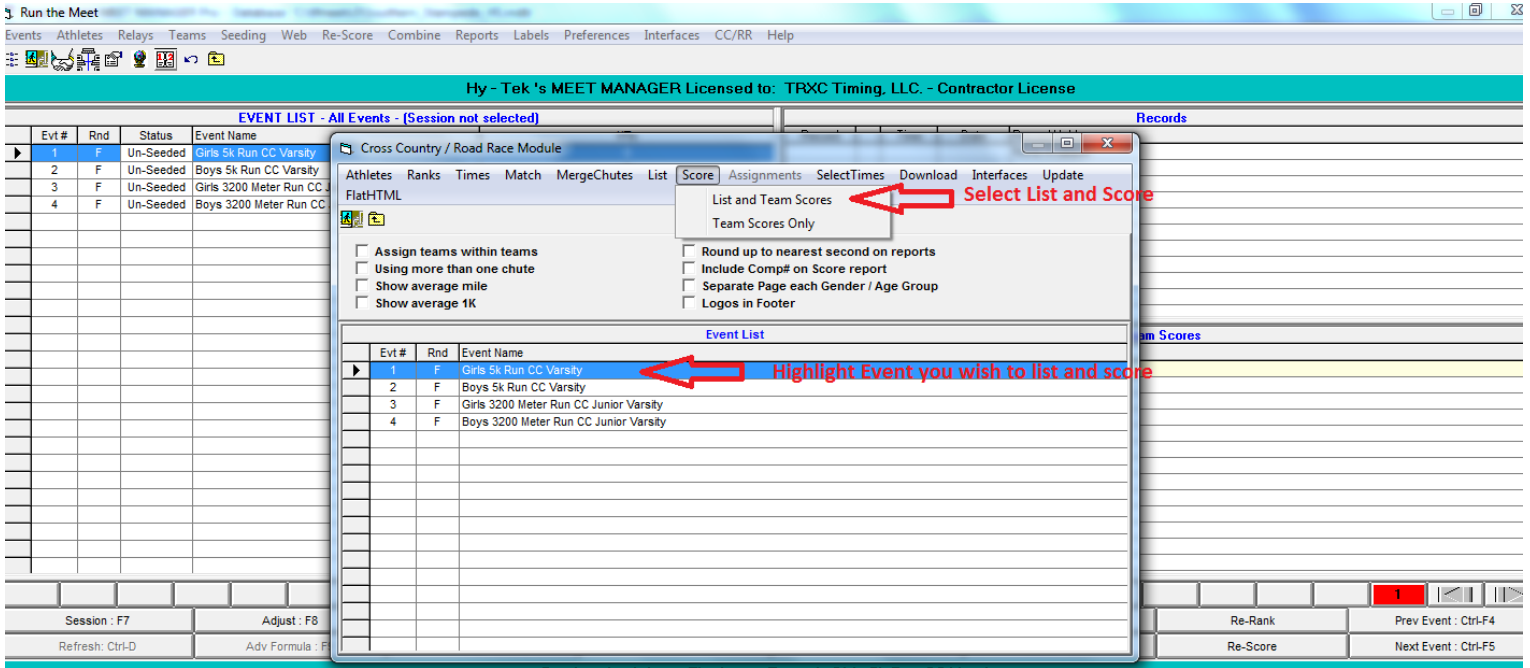 Run the Meet
Events Athletes Relays Teams Seeding Web Re-Score Combine Reports Labels Preferences Interfaces CC/RR Help
Hy - Tek 's MEET MANAGER Licensed to: TRXC Timing, LLC. - Contractor License
EVENT LIST - All Events - (Session not selected)
Records
Evt # Rnd Status Event Name
1 F Un-Seeded Girls 5k Run CC Varsity
2 F Un-Seeded Boys 5k Run CC Varsity
3 F Un-Seeded Girls 3200 Meter Run CC J
4 F Un-Seeded Boys 3200 Meter Run CC
Cross Country / Road Race Module
Athletes Ranks Times Match MergeChutes List Score Assignments SelectTimes Download Interfaces Update
FlatHTML
List and Team Scores
Team Scores Only
Select List and Score
Assign teams within teams
Using more than one chute
Show average mile
Show average 1K
Round up to nearest second on reports
Include Comp# on Score report
Separate Page each Gender / Age Group
Logos in Footer
Event List
Evt # Rnd Event Name
1 F Girls 5k Run CC Varsity
2 F Boys 5k Run CC Varsity
3 F Girls 3200 Meter Run CC Junior Varsity
4 F Boys 3200 Meter Run CC Junior Varsity
Highlight Event you wish to list and score
am Scores
1
Session : F7 Adjust : F8 Re-Rank Prev Event : Ctrl-F4
Refresh: Ctrl-D Adv Formula : F Re-Score Next Event : Ctrl-F5